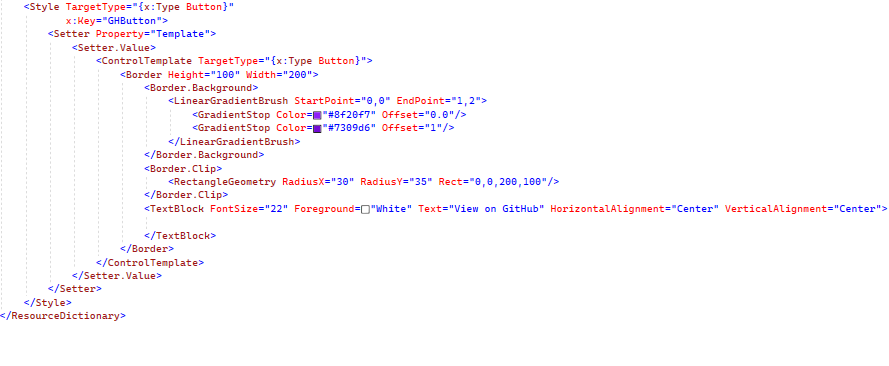 <Style TargetType="{x:Type Button}"
x:Key="GHButton">
<Setter Property="Template">
<Setter.Value>
<ControlTemplate TargetType="{x:Type Button}">
<Border Height="100" Width="200">
<Border.Background>
<LinearGradientBrush StartPoint="0,0" EndPoint="1,2">
<GradientStop Color="#8f20f7" Offset="0.0"/>
<GradientStop Color="#7309d6" Offset="1"/>
</LinearGradientBrush>
</Border.Background>
<Border.Clip>
<RectangleGeometry RadiusX="30" RadiusY="35" Rect="0,0,200,100"/>
</Border.Clip>
<TextBlock FontSize="22" Foreground="White" Text="View on GitHub" HorizontalAlignment="Center" VerticalAlignment="Center">
</TextBlock>
</Border>
</ControlTemplate>
</Setter.Value>
</Setter>
</Style>
</ResourceDictionary>